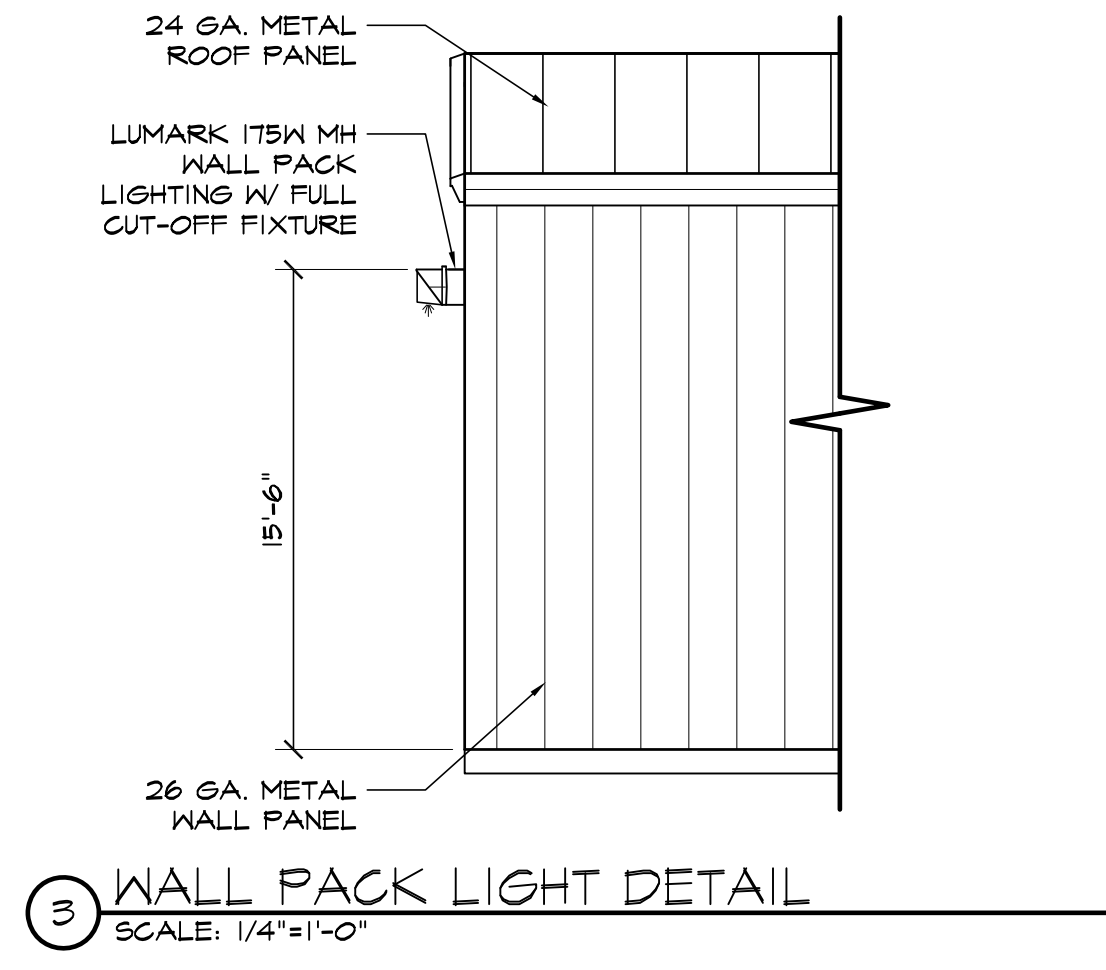 24 GA. METAL
ROOF PANEL
LUMARK 175W MH
WALL PACK
LIGHTING W/ FULL
CUT-OFF FIXTURE
15'-6"
26 GA. METAL
WALL PANEL
3
WALL PACK LIGHT DETAIL
SCALE: 1/4"=1'-0"